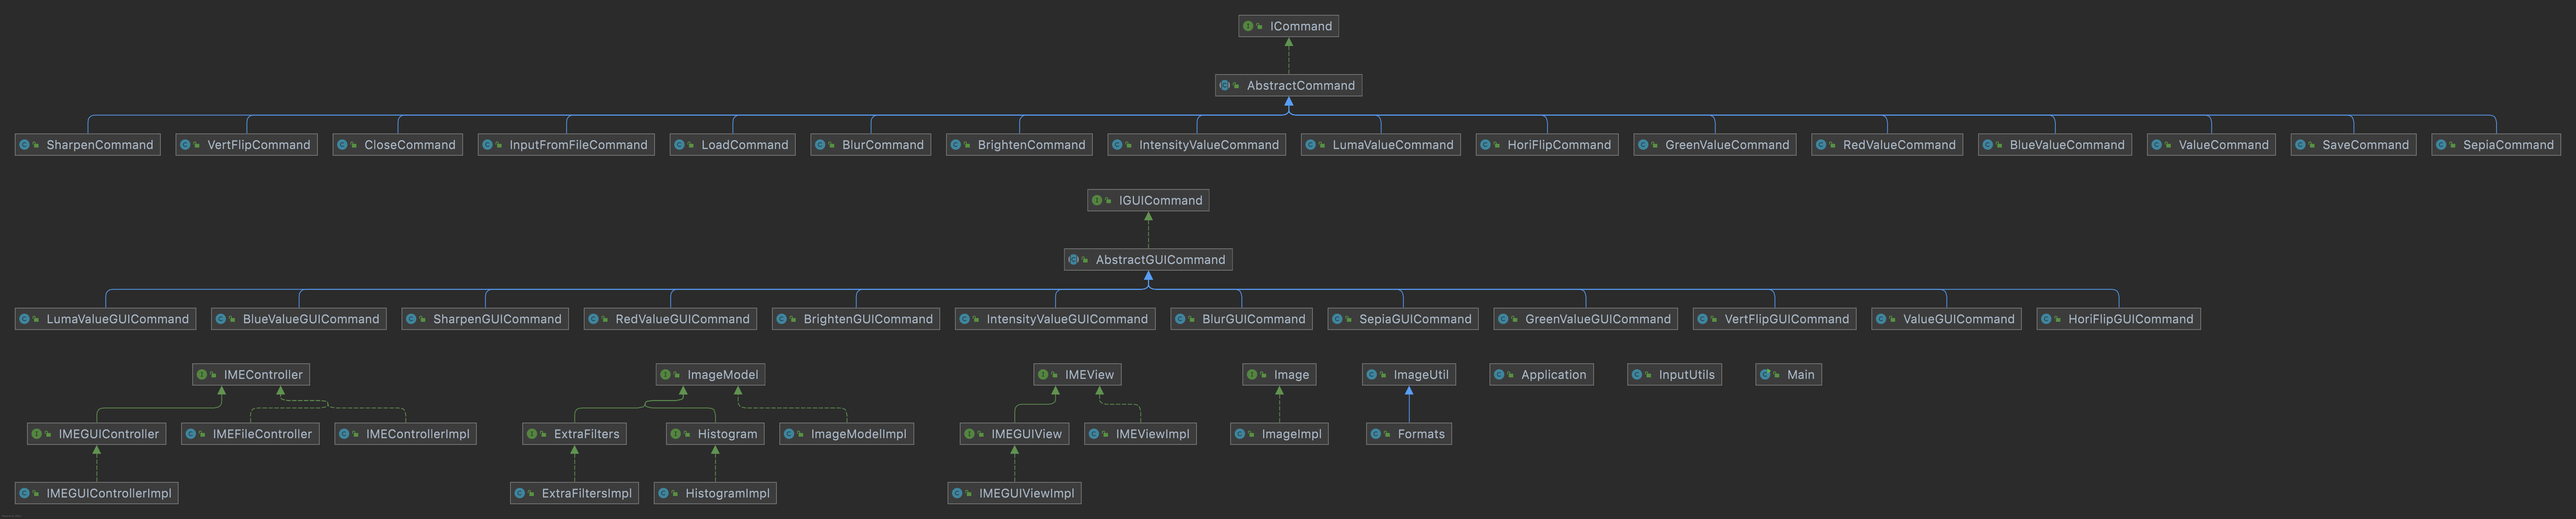 ICommand
AbstractCommand
SharpenCommand VertFlipCommand CloseCommand InputFromFileCommand LoadCommand BlurCommand BrightenCommand IntensityValueCommand LumaValueCommand HoriFlipCommand GreenValueCommand RedValueCommand BlueValueCommand ValueCommand SaveCommand SepiaCommand
IGUICommand
AbstractGUICommand
LumaValueGUICommand BlueValueGUICommand SharpenGUICommand RedValueGUICommand BrightenGUICommand IntensityValueGUICommand BlurGUICommand SepiaGUICommand GreenValueGUICommand VertFlipGUICommand ValueGUICommand HoriFlipGUICommand
IMEController ImageModel IMEView Image ImageUtil Application InputUtils Main
IMEGUIController IMEFileController IMEControllerImpl ExtraFilters Histogram ImageModelImpl IMEGUIView IMEViewImpl ImageImpl Formats
IMEGUIControllerImpl ExtraFiltersImpl HistogramImpl IMEGUIViewImpl